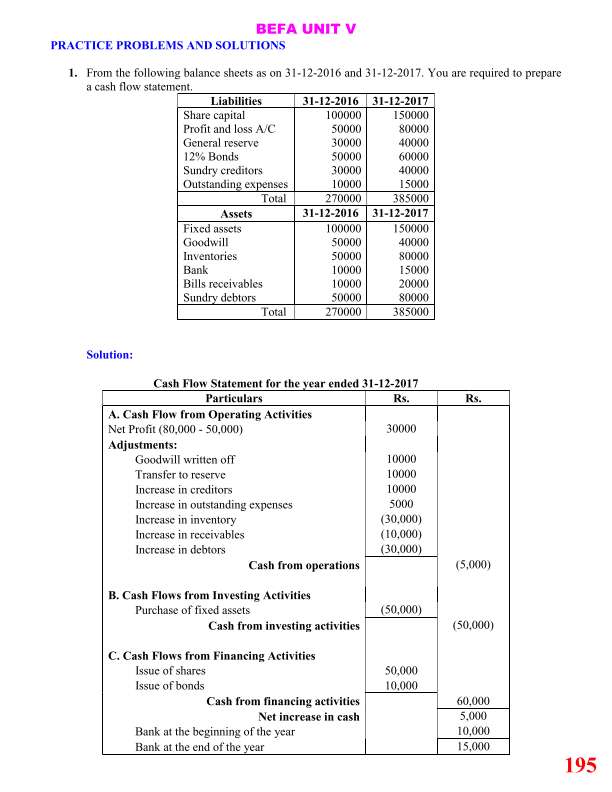 BEFA UNIT V
PRACTICE PROBLEMS AND SOLUTIONS
1. From the following balance sheets as on 31-12-2016 and 31-12-2017. You are required to prepare
a cash flow statement.
Liabilities 31-12-2016 31-12-2017
Share capital 100000 150000
Profit and loss A/C 50000 80000
General reserve 30000 40000
12% Bonds 50000 60000
Sundry creditors 30000 40000
Outstanding expenses 10000 15000
Total 270000 385000
Assets 31-12-2016 31-12-2017
Fixed assets 100000 150000
Goodwill 50000 40000
Inventories 50000 80000
Bank 10000 15000
Bills receivables 10000 20000
Sundry debtors 50000 80000
Total 270000 385000
Solution:
Cash Flow Statement for the year ended 31-12-2017
Particulars Rs. Rs.
A. Cash Flow from Operating Activities
Net Profit (80,000 - 50,000) 30000
Adjustments:
Goodwill written off 10000
Transfer to reserve 10000
Increase in creditors 10000
Increase in outstanding expenses 5000
Increase in inventory (30,000)
Increase in receivables (10,000)
Increase in debtors (30,000)
Cash from operations (5,000)
B. Cash Flows from Investing Activities
Purchase of fixed assets (50,000)
Cash from investing activities (50,000)
C. Cash Flows from Financing Activities
Issue of shares 50,000
Issue of bonds 10,000
Cash from financing activities 60,000
Net increase in cash 5,000
Bank at the beginning of the year 10,000
Bank at the end of the year 15,000
195